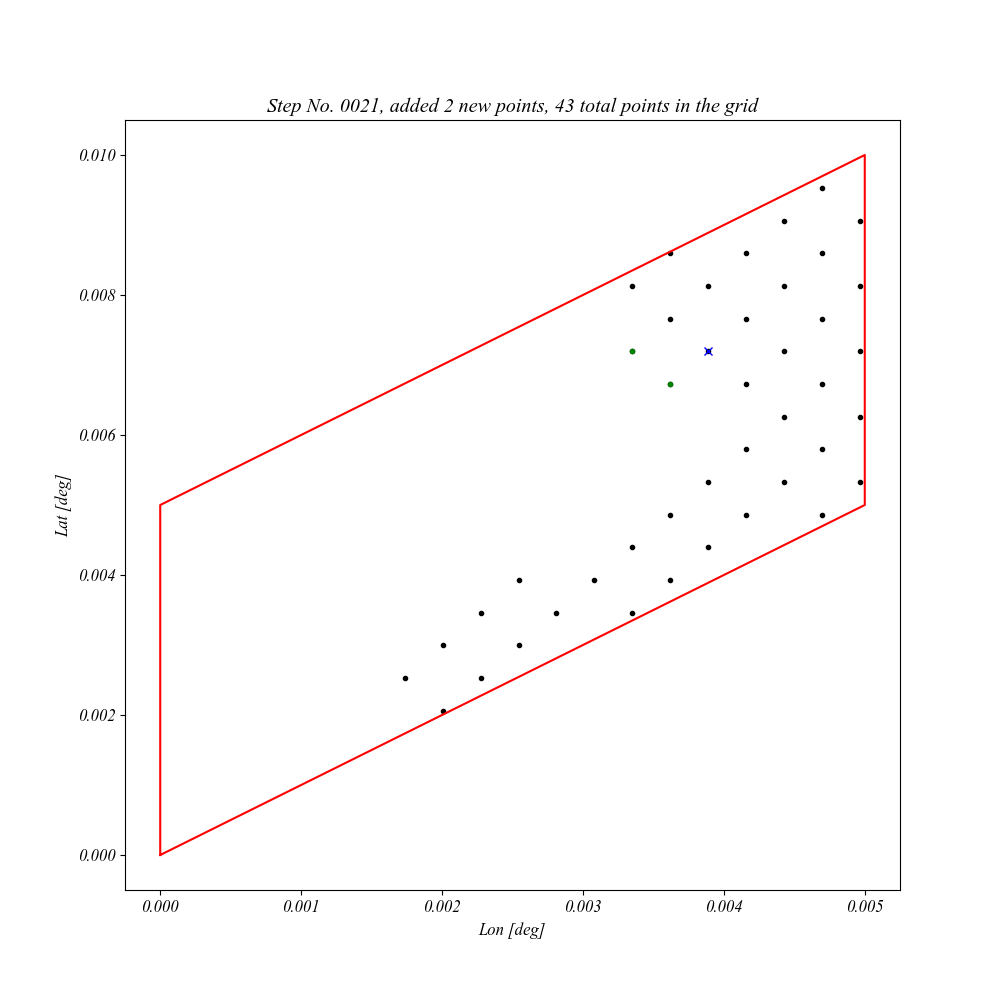 Step No. 0021, added 2 new points, 43 total points in the grid
0.010
0.008
0.006
0.004
0.002
0.000
Lat [deg]
0.000 0.001 0.002 0.003 0.004 0.005
Lon [deg]